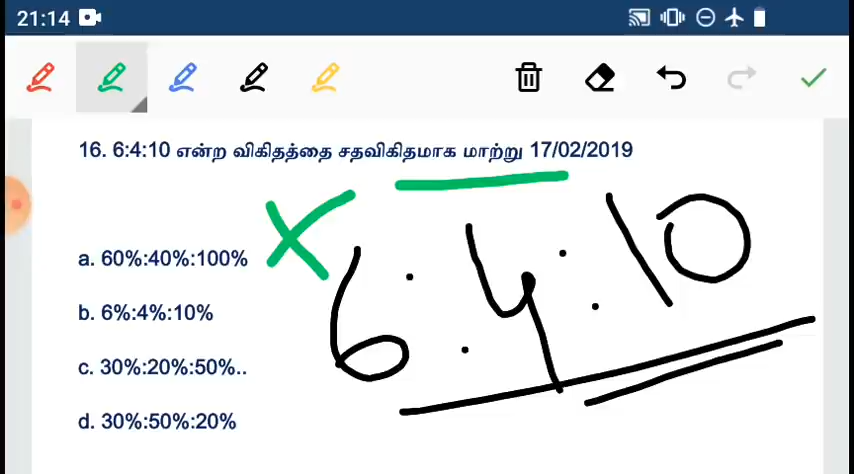 21:14
16. 6:4:10 என்ற விகிதத்தை சதவிகிதமாக மாற்று 17/02/2019
6:4:10
a. 60%:40%:100%
b. 6%:4%:10%
c. 30%:20%:50%..
d. 30%:50%:20%